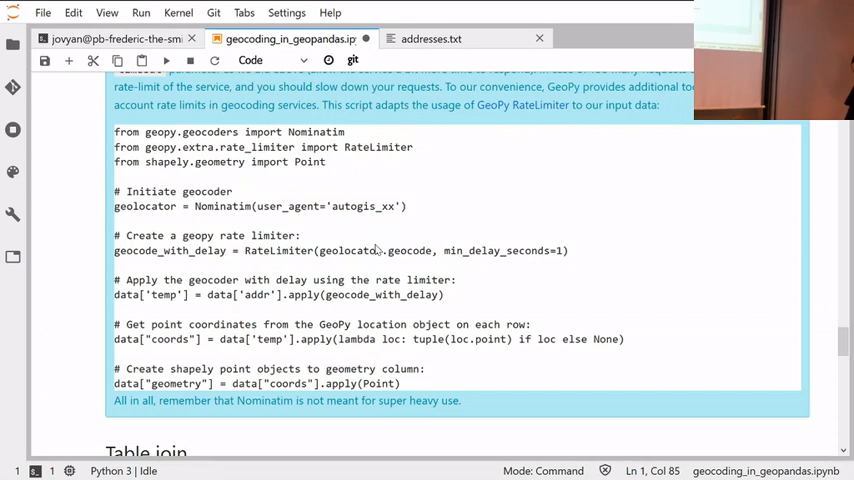 File Edit View Run Kernel Git Tabs Settings Help
jovyan@pb-frederic-the-smi geocoding_in_geopandas.ipy addresses.txt
Code git
rate-limit of the service, and you should slow down your requests. To our convenience, GeoPy provides additional too
account rate limits in geocoding services. This script adapts the usage of GeoPy RateLimiter to our input data:
from geopy.geocoders import Nominatim
from geopy.extra.rate_limiter import RateLimiter
from shapely.geometry import Point
# Initiate geocoder
geolocator = Nominatim(user_agent='autogis_xx')
# Create a geopy rate limiter:
geocode_with_delay = RateLimiter(geolocator.geocode, min_delay_seconds=1)
# Apply the geocoder with delay using the rate limiter:
data['temp'] = data['addr'].apply(geocode_with_delay)
# Get point coordinates from the GeoPy location object on each row:
data["coords"] = data['temp'].apply(lambda loc: tuple(loc.point) if loc else None)
# Create shapely point objects to geometry column:
data["geometry"] = data["coords"].apply(Point)
All in all, remember that Nominatim is not meant for super heavy use.
Table join
1 1 Python 3 | Idle Mode: Command Ln 1, Col 85 geocoding_in_geopandas.ipynb